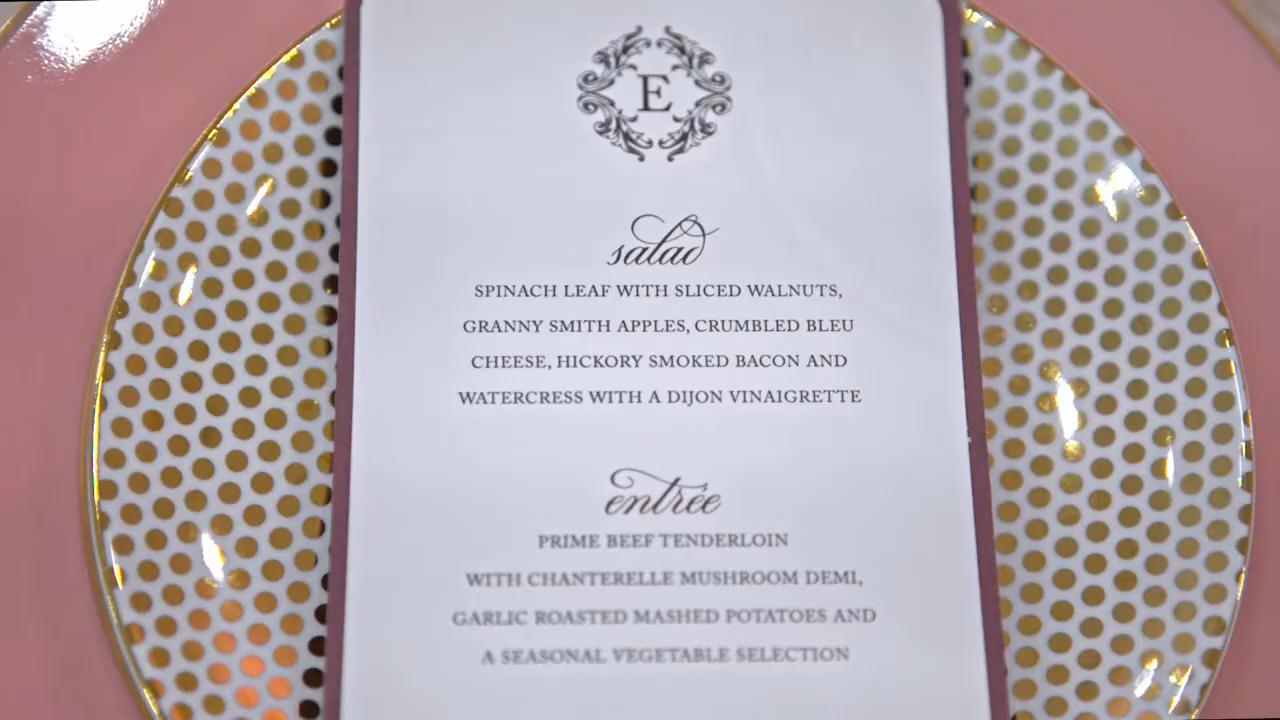 E
salad
SPINACH LEAF WITH SLICED WALNUTS,
GRANNY SMITH APPLES, CRUMBLED BLEU
CHEESE, HICKORY SMOKED BACON AND
WATERCRESS WITH A DIJON VINAIGRETTE
entrée
PRIME BEEF TENDERLOIN
WITH CHANTERELLE MUSHROOM DEMI,
GARLIC ROASTED MASHED POTATOES AND
A SEASONAL VEGETABLE SELECTION